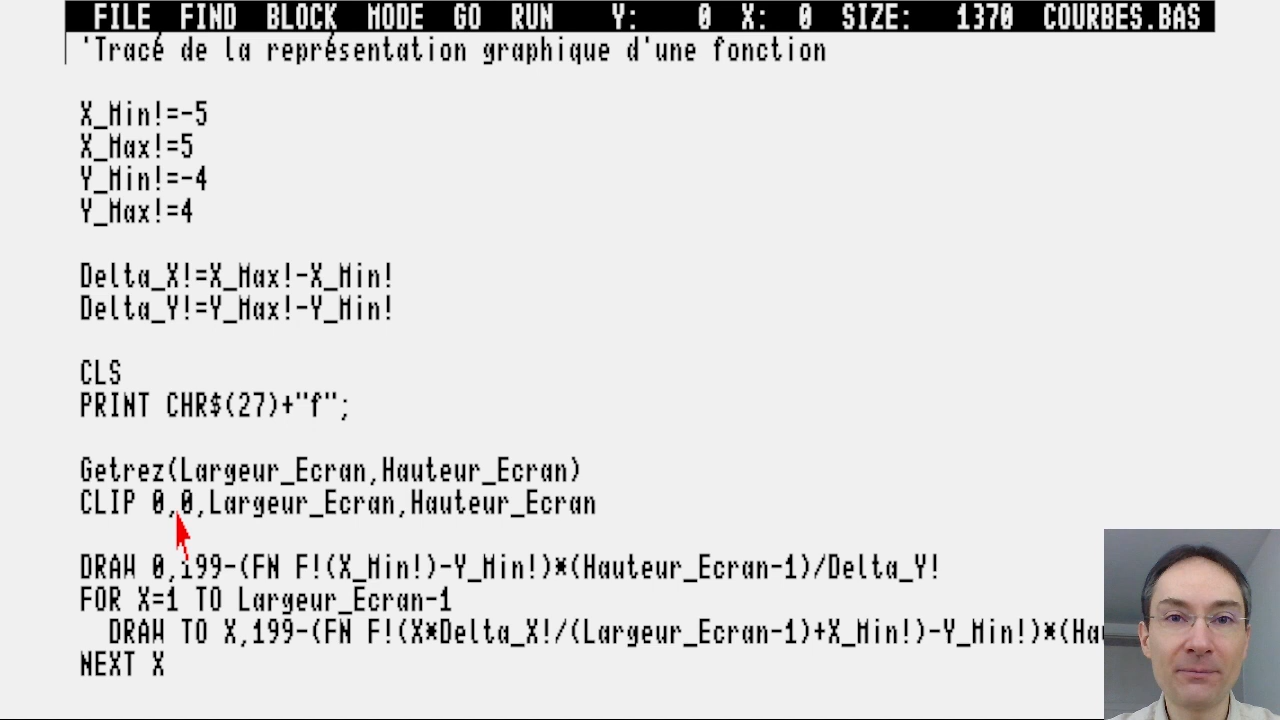 FILE FIND BLOCK MODE GO RUN Y: 0 X: 0 SIZE: 1370 COURBES.BAS
'Tracé de la représentation graphique d'une fonction
X_Min!=-5
X_Max!=5
Y_Min!=-4
Y_Max!=4
Delta_X!=X_Max!-X_Min!
Delta_Y!=Y_Max!-Y_Min!
CLS
PRINT CHR$(27)+"f";
Getrez(Largeur_Ecran,Hauteur_Ecran)
CLIP 0,0,Largeur_Ecran,Hauteur_Ecran
DRAW 0,199-(FN F!(X_Min!)-Y_Min!)*(Hauteur_Ecran-1)/Delta_Y!
FOR X=1 TO Largeur_Ecran-1
DRAW TO X,199-(FN F!(X*Delta_X!/(Largeur_Ecran-1)+X_Min!)-Y_Min!)*(Hau
NEXT X